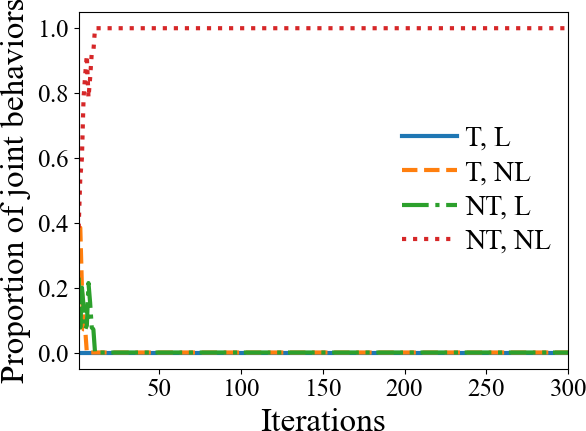 Proportion of joint behaviors
1.0
0.8
0.6
0.4
0.2
0.0
T, L
T, NL
NT, L
NT, NL
50 100 150 200 250 300
Iterations